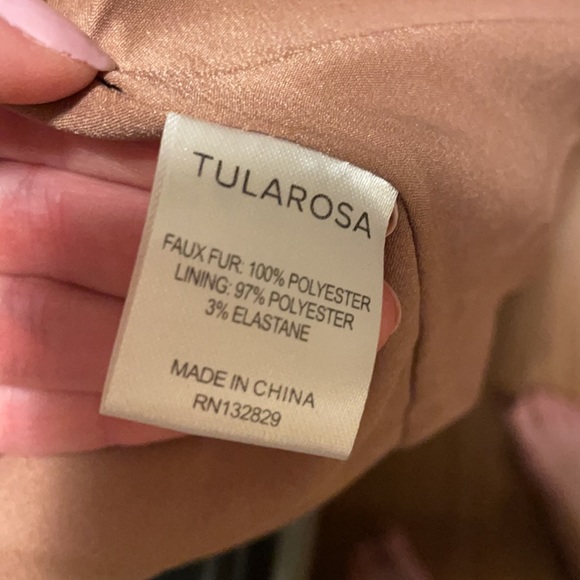 TULAROSA
FAUX FUR: 100% POLYESTER
LINING: 97% POLYESTER
3% ELASTANE
MADE IN CHINA
RN132829